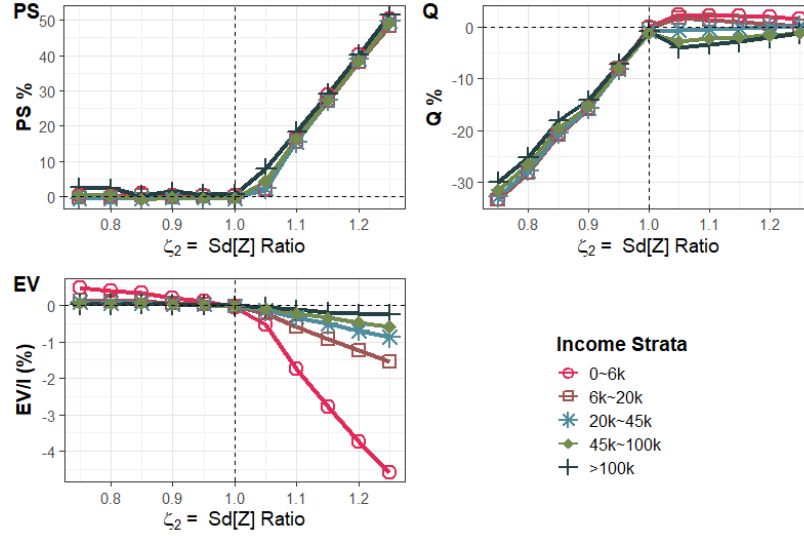 PS
PS %
50
40
30
20
10
0
0.8 0.9 1.0 1.1 1.2
ζ2 = Sd[Z] Ratio
Q
Q %
0
-10
-20
-30
0.8 0.9 1.0 1.1 1.2
ζ2 = Sd[Z] Ratio
EV
EV/I (%)
0
-1
-2
-3
-4
0.8 0.9 1.0 1.1 1.2
ζ2 = Sd[Z] Ratio
Income Strata
0~6k
6k~20k
20k~45k
45k~100k
>100k